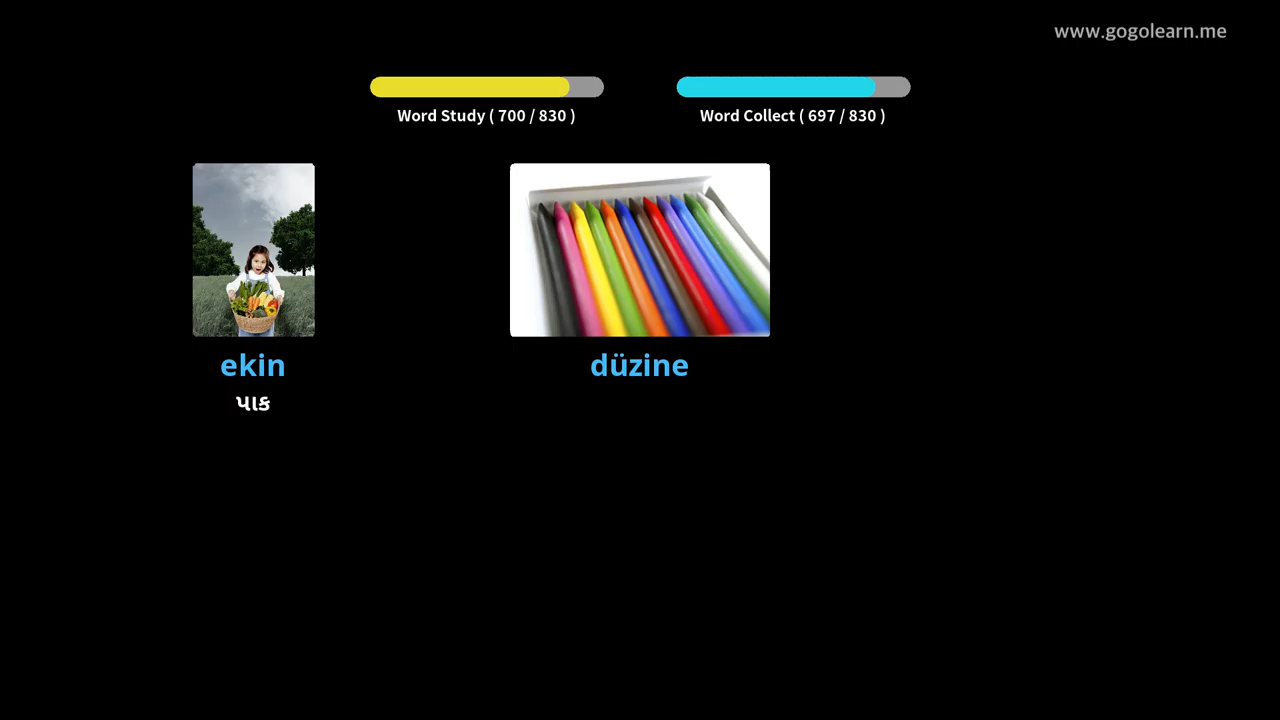 www.gogolearn.me
Word Study ( 700 / 830 )
Word Collect ( 697 / 830 )
ekin
düzine
પાક